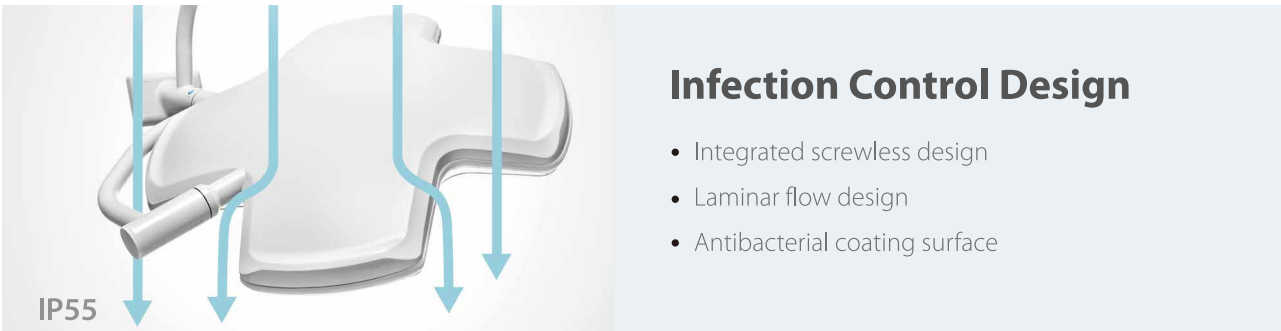 IP55
Infection Control Design
• Integrated screwless design
• Laminar flow design
• Antibacterial coating surface